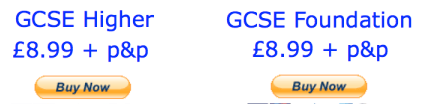 GCSE Higher
£8.99 + p&p
Buy Now
GCSE Foundation
£8.99 + p&p
Buy Now